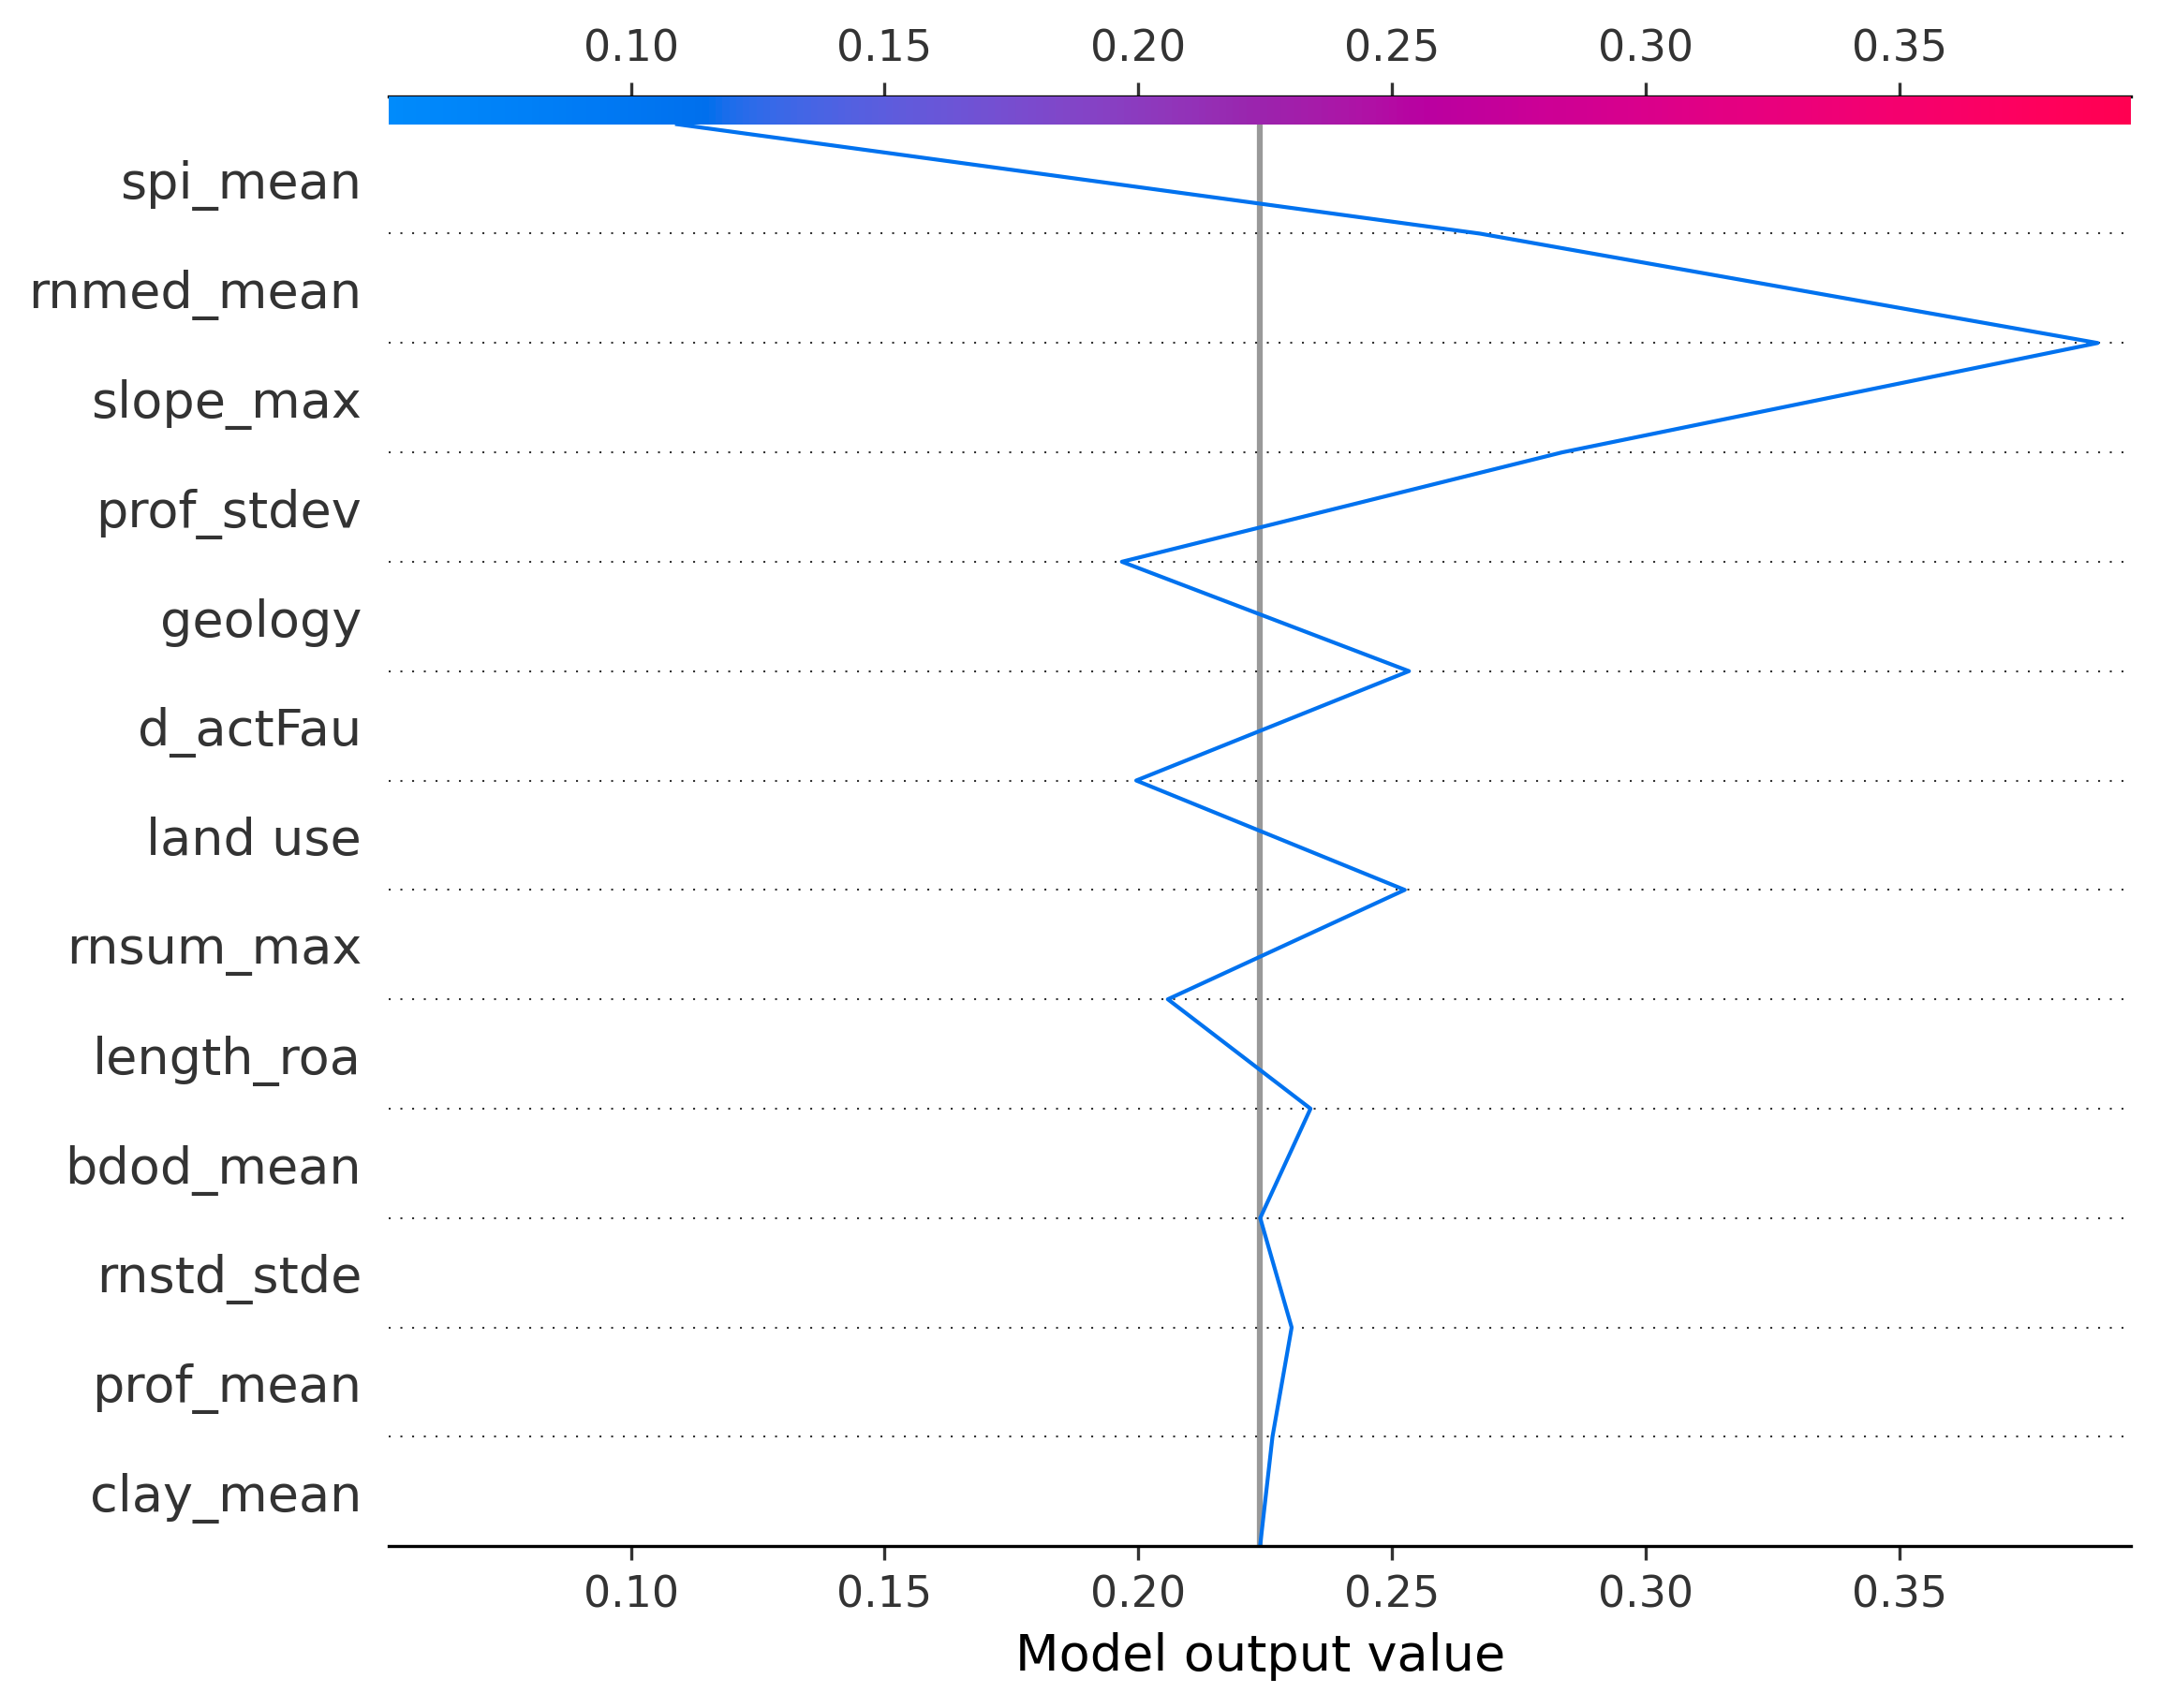 0.10 0.15 0.20 0.25 0.30 0.35
spi_mean
rnmed_mean
slope_max
prof_stdev
geology
d_actFau
land use
rnsum_max
length_roa
bdod_mean
rnstd_stde
prof_mean
clay_mean
0.10 0.15 0.20 0.25 0.30 0.35
Model output value